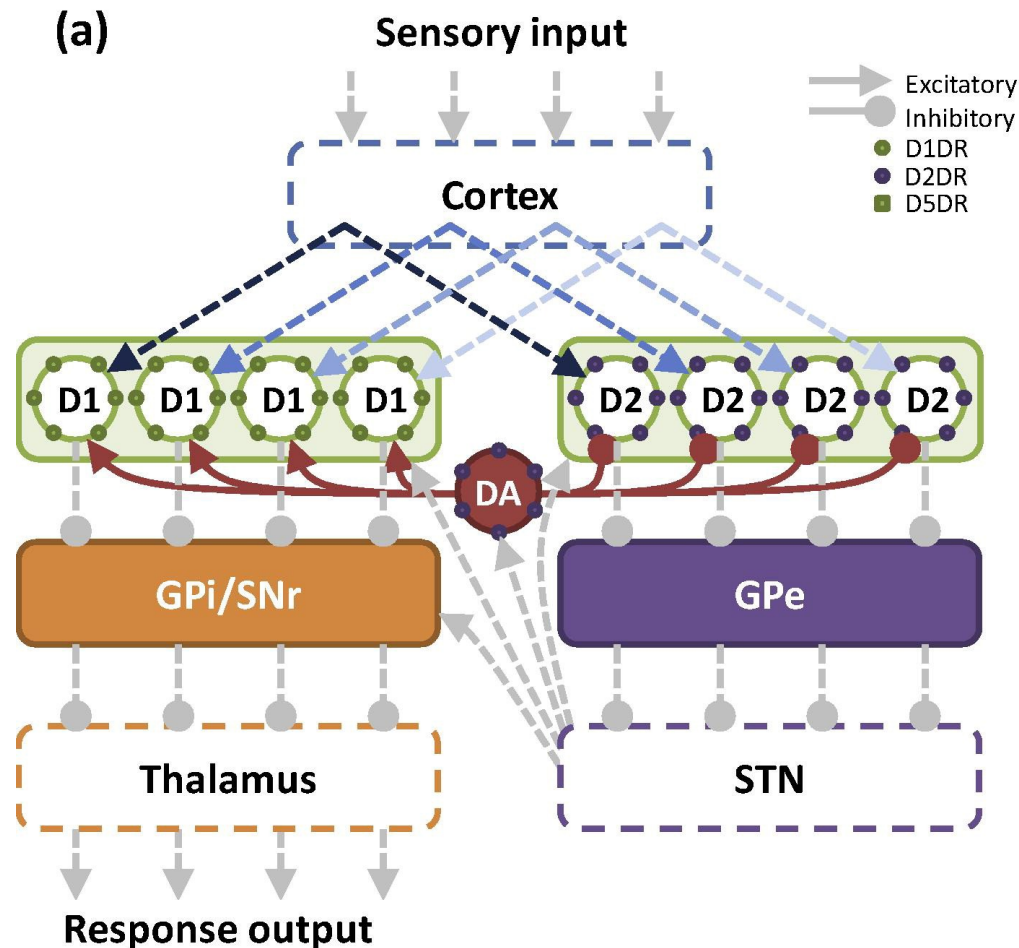 (a)
Sensory input
Excitatory
Inhibitory
D1DR
D2DR
D5DR
Cortex
D1 D1 D1 D1
D2 D2 D2 D2
DA
GPi/SNr
GPe
Thalamus
STN
Response output